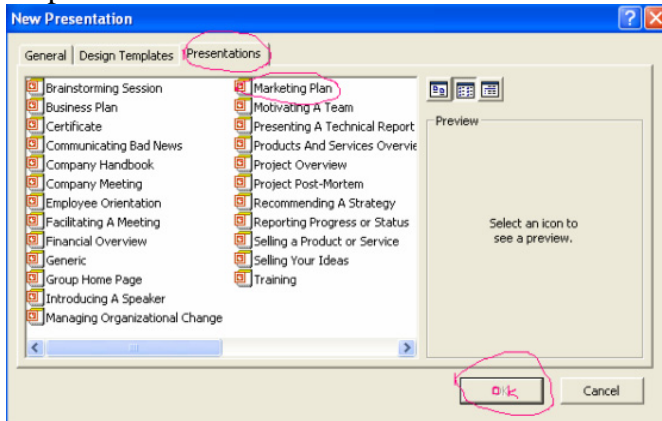 New Presentation
General Design Templates Presentations
Brainstorming Session
Business Plan
Certificate
Communicating Bad News
Company Handbook
Company Meeting
Employee Orientation
Facilitating A Meeting
Financial Overview
Generic
Group Home Page
Introducing A Speaker
Managing Organizational Change
Marketing Plan
Motivating A Team
Presenting A Technical Report
Products And Services Overvie
Project Overview
Project Post-Mortem
Recommending A Strategy
Reporting Progress or Status
Selling a Product or Service
Selling Your Ideas
Training
Preview
Select an icon to
see a preview.
OK Cancel